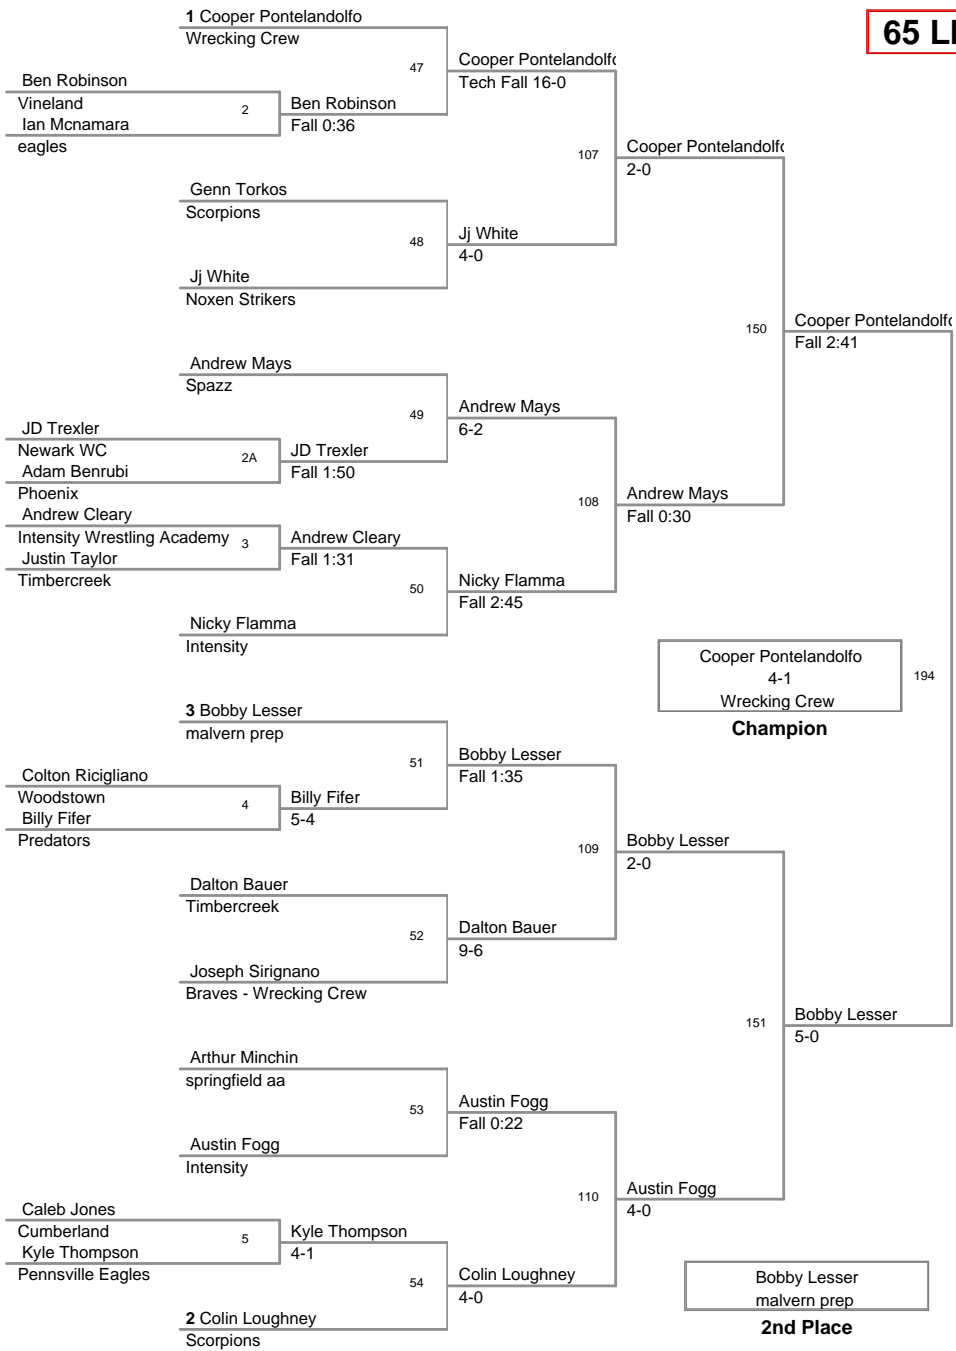 1 Cooper Pontelandolfo
Wrecking Crew
65 L
47
Cooper Pontelandolfo
Tech Fall 16-0
Ben Robinson
Vineland
2
Ben Robinson
Fall 0:36
Ian Mcnamara
eagles
107
Cooper Pontelandolfo
2-0
Genn Torkos
Scorpions
48
Jj White
4-0
Jj White
Noxen Strikers
150
Cooper Pontelandolfo
Fall 2:41
Andrew Mays
Spazz
49
Andrew Mays
6-2
JD Trexler
Newark WC
2A
JD Trexler
Fall 1:50
Adam Benrubi
Phoenix
108
Andrew Mays
Fall 0:30
Andrew Cleary
Intensity Wrestling Academy
3
Andrew Cleary
Fall 1:31
Justin Taylor
Timbercreek
50
Nicky Flamma
Fall 2:45
Nicky Flamma
Intensity
Cooper Pontelandolfo
4-1
Wrecking Crew
Champion
194
3 Bobby Lesser
malvern prep
51
Bobby Lesser
Fall 1:35
Colton Ricigliano
Woodstown
4
Billy Fifer
5-4
Billy Fifer
Predators
109
Bobby Lesser
2-0
Dalton Bauer
Timbercreek
52
Dalton Bauer
9-6
Joseph Sirignano
Braves - Wrecking Crew
151
Bobby Lesser
5-0
Arthur Minchin
springfield aa
53
Austin Fogg
Fall 0:22
Austin Fogg
Intensity
110
Austin Fogg
4-0
Caleb Jones
Cumberland
5
Kyle Thompson
4-1
Kyle Thompson
Pennsville Eagles
54
Colin Loughney
4-0
2 Colin Loughney
Scorpions
Bobby Lesser
malvern prep
2nd Place